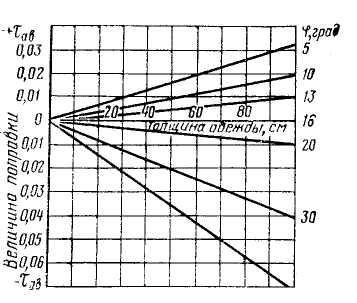 +τав
φ, град
0,03
5
0,02
10
0,01
13
20 40 60 80
0
16
Толщина одежды, см
0,01
20
0,02
0,03
0,04
30
0,05
0,06
-τав
Величина поправки